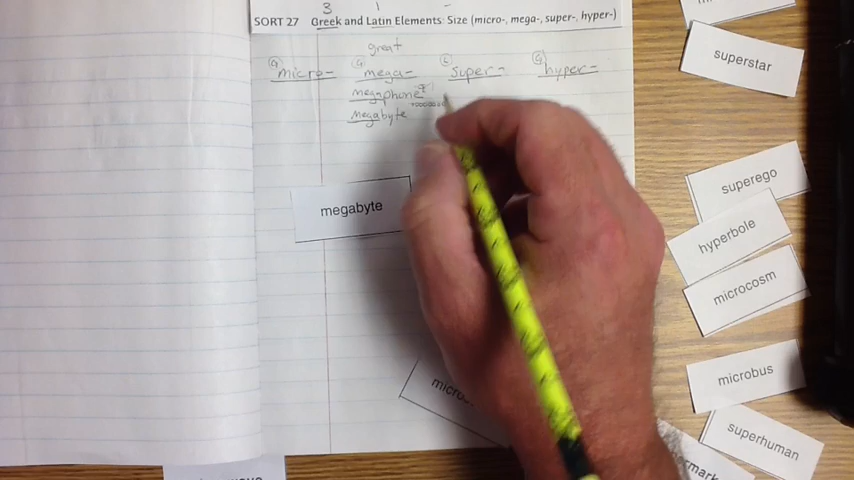 3 1
SORT 27 Greek and Latin Elements: Size (micro-, mega-, super-, hyper-)
great
G micro- G mega- L super- G hyper-
megaphone
megabyte
megabyte
superstar
superego
hyperbole
microcosm
microbus
superhuman